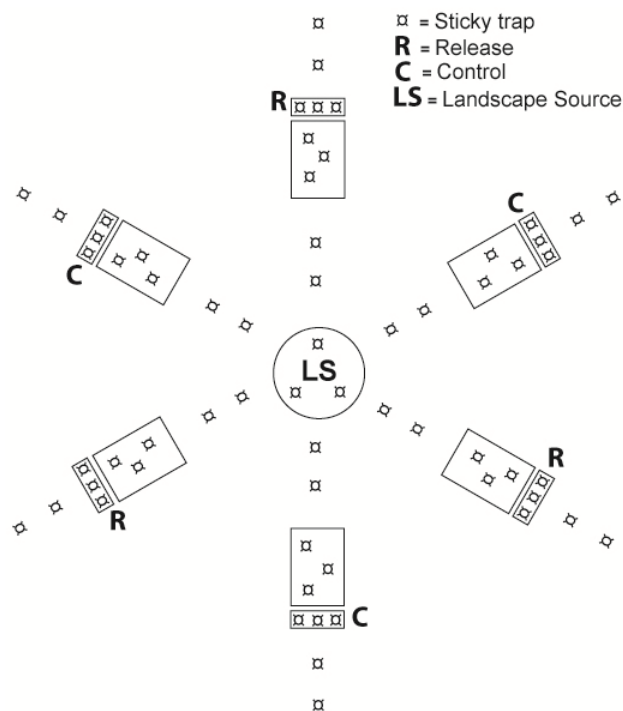 ¤ = Sticky trap
R = Release
C = Control
LS = Landscape Source
R
C
C
LS
R
R
C